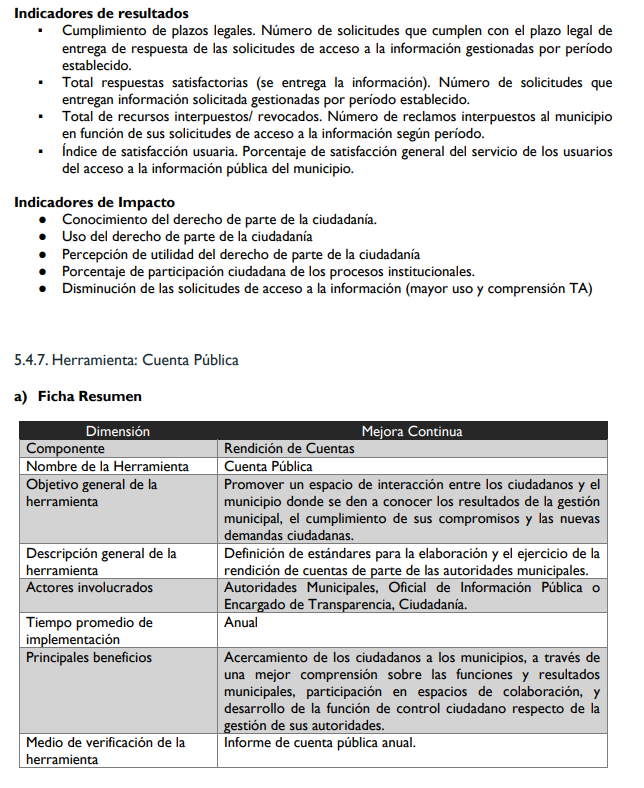 Indicadores de resultados
▪ Cumplimiento de plazos legales. Número de solicitudes que cumplen con el plazo legal de
entrega de respuesta de las solicitudes de acceso a la información gestionadas por período
establecido.
▪ Total respuestas satisfactorias (se entrega la información). Número de solicitudes que
entregan información solicitada gestionadas por período establecido.
▪ Total de recursos interpuestos/ revocados. Número de reclamos interpuestos al municipio
en función de sus solicitudes de acceso a la información según período.
▪ Índice de satisfacción usuaria. Porcentaje de satisfacción general del servicio de los usuarios
del acceso a la información pública del municipio.
Indicadores de Impacto
● Conocimiento del derecho de parte de la ciudadanía.
● Uso del derecho de parte de la ciudadanía
● Percepción de utilidad del derecho de parte de la ciudadanía
● Porcentaje de participación ciudadana de los procesos institucionales.
● Disminución de las solicitudes de acceso a la información (mayor uso y comprensión TA)
5.4.7. Herramienta: Cuenta Pública
a) Ficha Resumen
Dimensión Mejora Continua
Componente Rendición de Cuentas
Nombre de la Herramienta Cuenta Pública
Objetivo general de la Promover un espacio de interacción entre los ciudadanos y el
herramienta municipio donde se den a conocer los resultados de la gestión
municipal, el cumplimiento de sus compromisos y las nuevas
demandas ciudadanas.
Descripción general de la Definición de estándares para la elaboración y el ejercicio de la
herramienta rendición de cuentas de parte de las autoridades municipales.
Actores involucrados Autoridades Municipales, Oficial de Información Pública o
Encargado de Transparencia, Ciudadanía.
Tiempo promedio de Anual
implementación
Principales beneficios Acercamiento de los ciudadanos a los municipios, a través de
una mejor comprensión sobre las funciones y resultados
municipales, participación en espacios de colaboración, y
desarrollo de la función de control ciudadano respecto de la
gestión de sus autoridades.
Medio de verificación de la Informe de cuenta pública anual.
herramienta